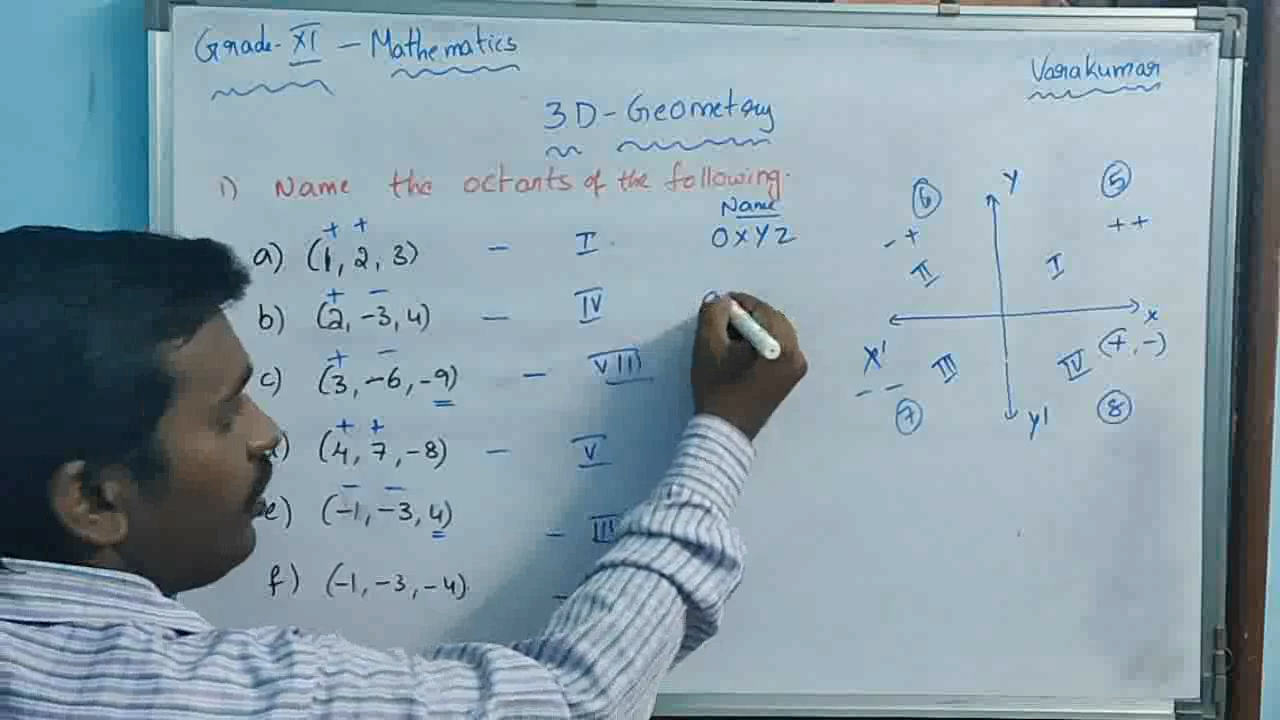 Grade-XI - Mathematics
Varakumar
3D-Geometry
1) Name the octants of the following.
Name
a) (1, 2, 3) - I OXYZ
+ +
b) (2, -3, 4) - IV
+ -
c) (3, -6, -9) - VIII
+ -
(4, 7, -8) - V
+ +
e) (-1, -3, 4) - III
- -
f) (-1, -3, -4) -
6 Y 5
- + + +
II I
X
X' III IV (+, -)
- -
7 Y' 8